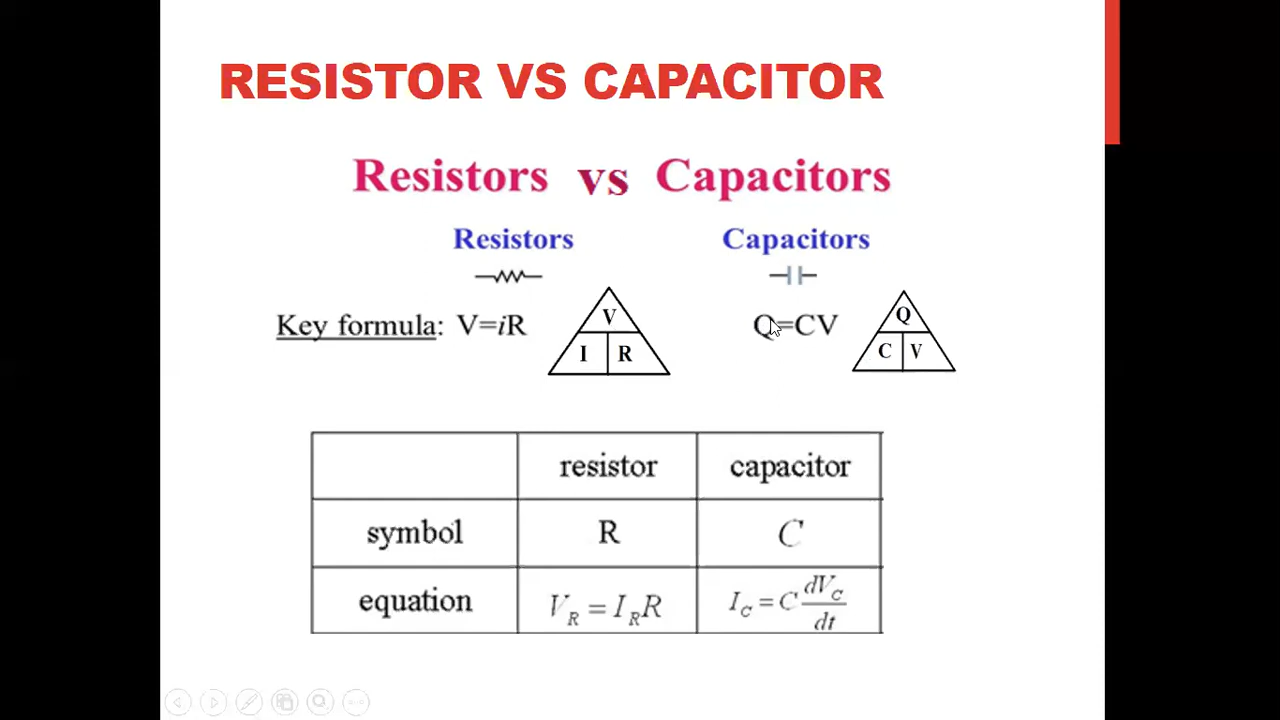 RESISTOR VS CAPACITOR
Resistors vs Capacitors
Resistors Capacitors
Key formula: V=iR Q=CV
V
I R
Q
C V
resistor capacitor
symbol R C
equation V_R = I_R R I_C = C dV_C/dt